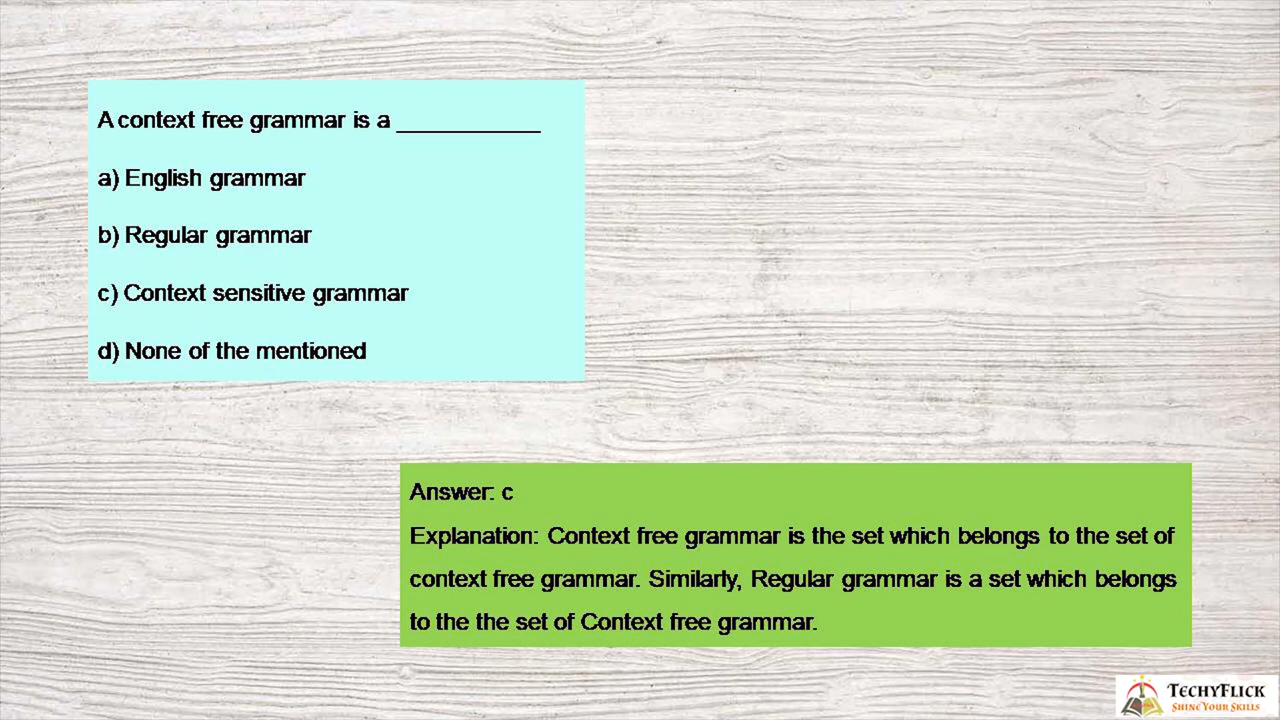 A context free grammar is a ___________
a) English grammar
b) Regular grammar
c) Context sensitive grammar
d) None of the mentioned
Answer: c
Explanation: Context free grammar is the set which belongs to the set of
context free grammar. Similarly, Regular grammar is a set which belongs
to the the set of Context free grammar.
TECHYFLICK
SHINE YOUR SKILLS